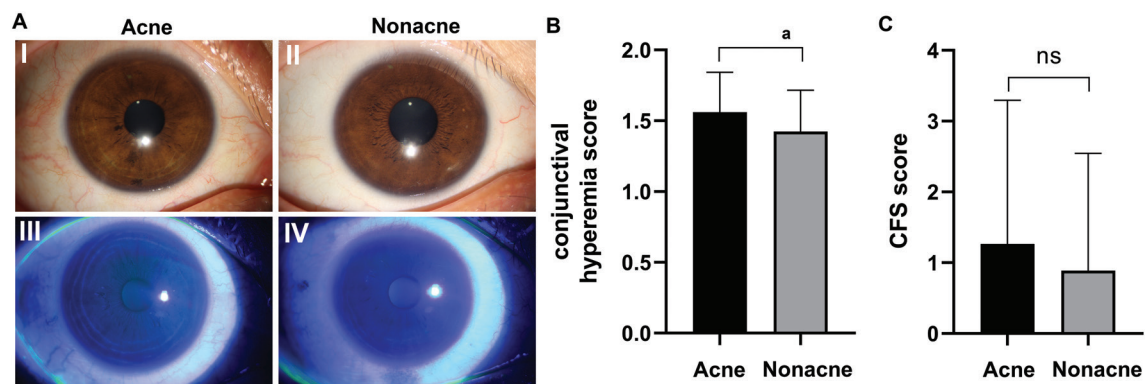 A
Acne
Nonacne
I
II
III
IV
B
conjunctival
hyperemia score
2.0
1.5
1.0
0.5
0.0
a
Acne
Nonacne
C
CFS score
4
3
2
1
0
ns
Acne
Nonacne